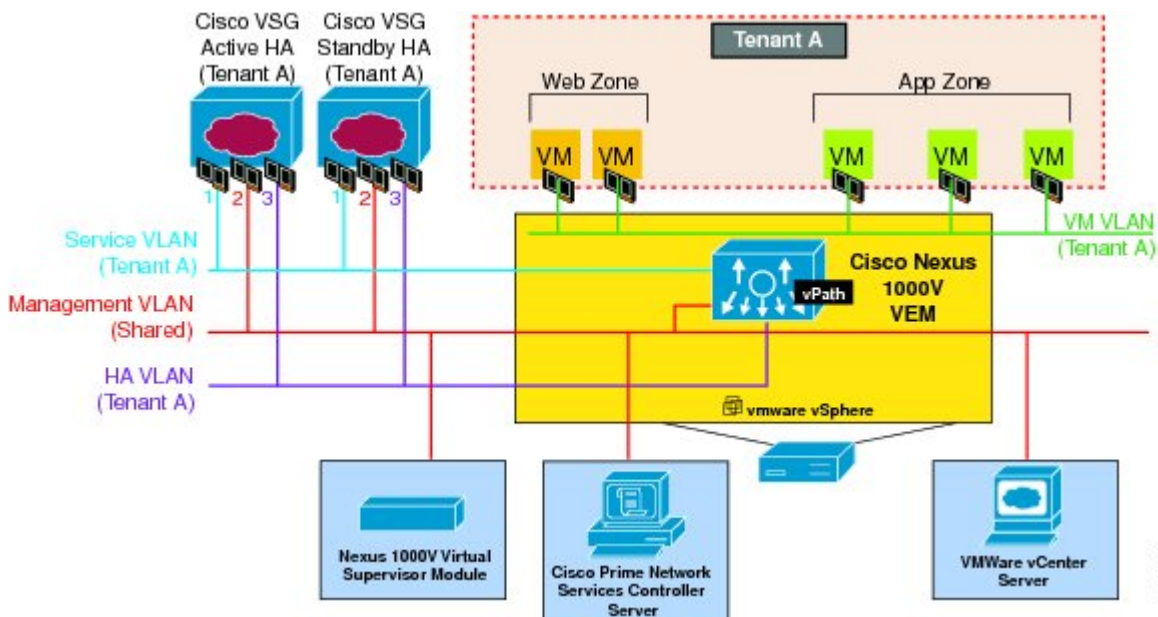 Cisco VSG
Active HA
(Tenant A)
Cisco VSG
Standby HA
(Tenant A)
Tenant A
Web Zone
App Zone
VM
VM
VM
VM
VM
1
2
3
1
2
3
Service VLAN
(Tenant A)
VM VLAN
(Tenant A)
Cisco Nexus
1000V
VEM
vPath
Management VLAN
(Shared)
HA VLAN
(Tenant A)
vmware vSphere
Nexus 1000V Virtual
Supervisor Module
Cisco Prime Network
Services Controller
Server
VMWare vCenter
Server